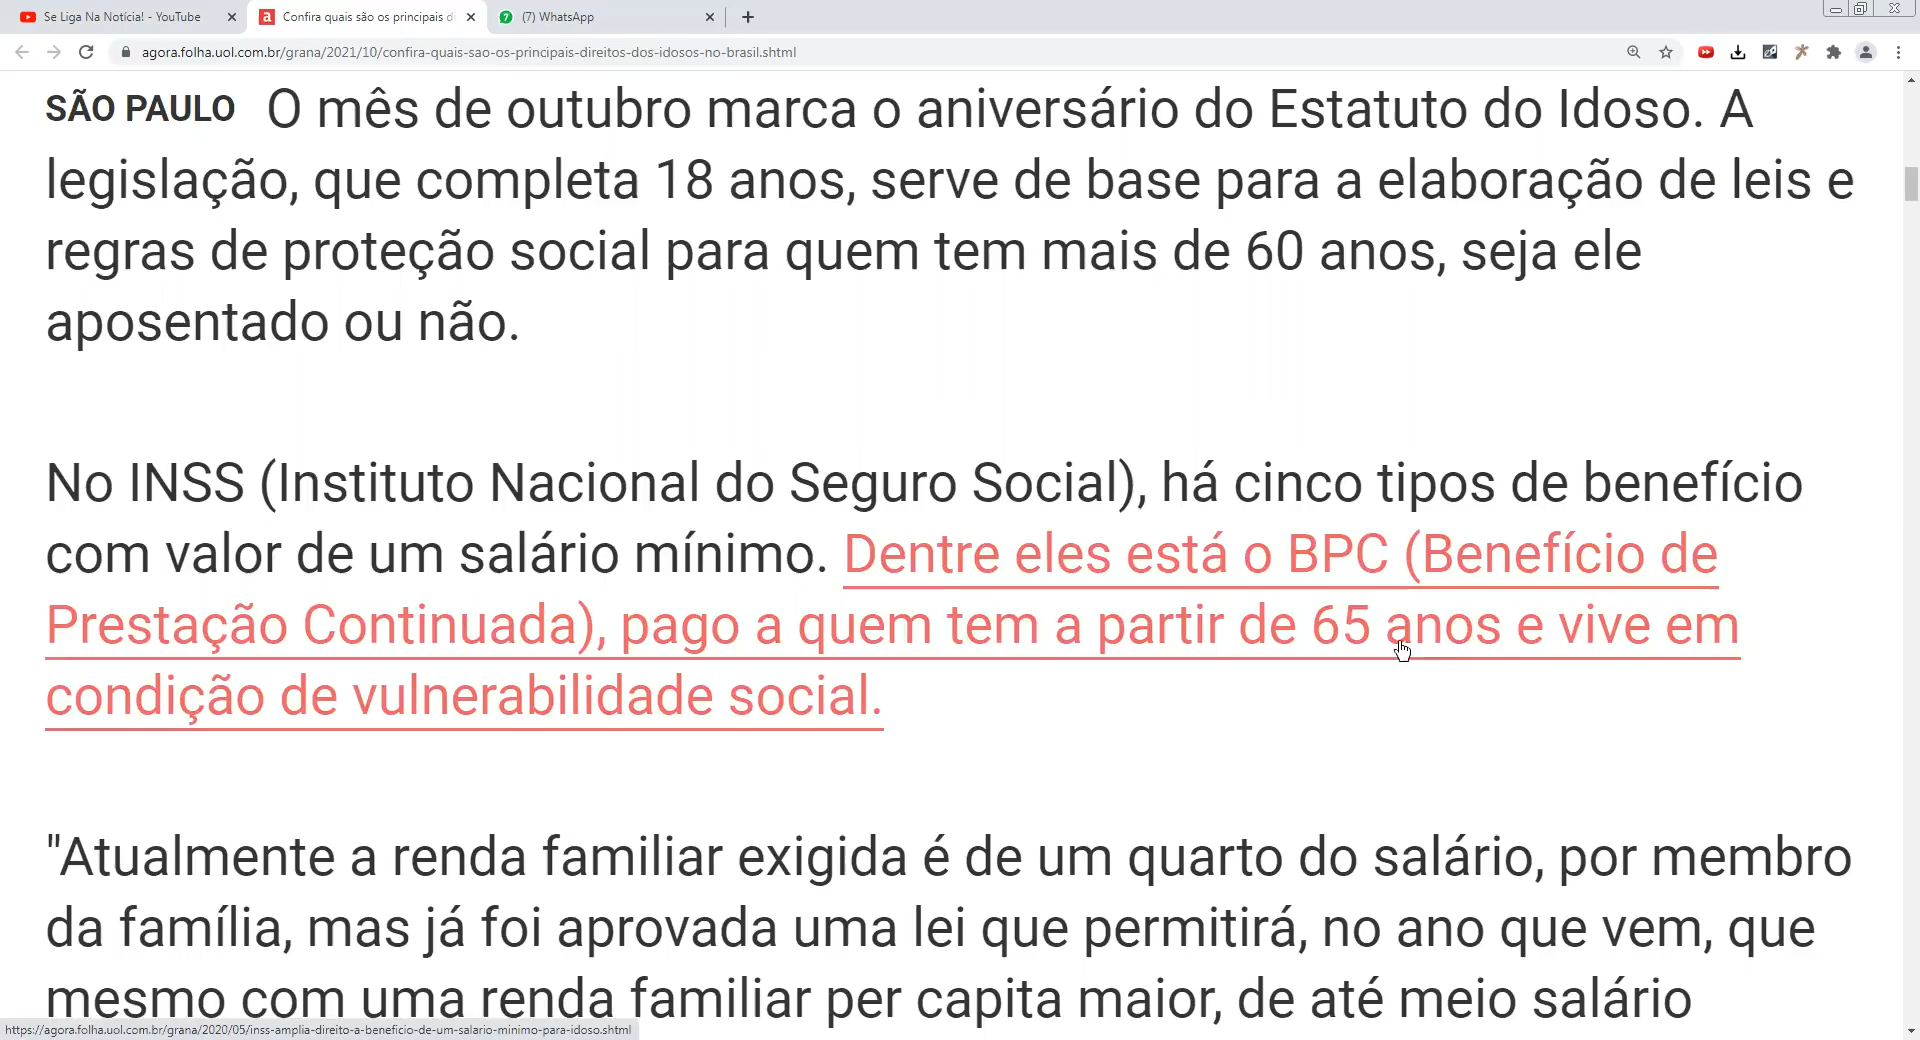 Se Liga Na Notícia! - YouTube
Confira quais são os principais d
(7) WhatsApp
agora.folha.uol.com.br/grana/2021/10/confira-quais-sao-os-principais-direitos-dos-idosos-no-brasil.shtml
SÃO PAULO O mês de outubro marca o aniversário do Estatuto do Idoso. A
legislação, que completa 18 anos, serve de base para a elaboração de leis e
regras de proteção social para quem tem mais de 60 anos, seja ele
aposentado ou não.
No INSS (Instituto Nacional do Seguro Social), há cinco tipos de benefício
com valor de um salário mínimo. Dentre eles está o BPC (Benefício de
Prestação Continuada), pago a quem tem a partir de 65 anos e vive em
condição de vulnerabilidade social.
"Atualmente a renda familiar exigida é de um quarto do salário, por membro
da família, mas já foi aprovada uma lei que permitirá, no ano que vem, que
mesmo com uma renda familiar per capita maior, de até meio salário
https://agora.folha.uol.com.br/grana/2020/05/inss-amplia-direito-a-beneficio-de-um-salario-minimo-para-idoso.shtml